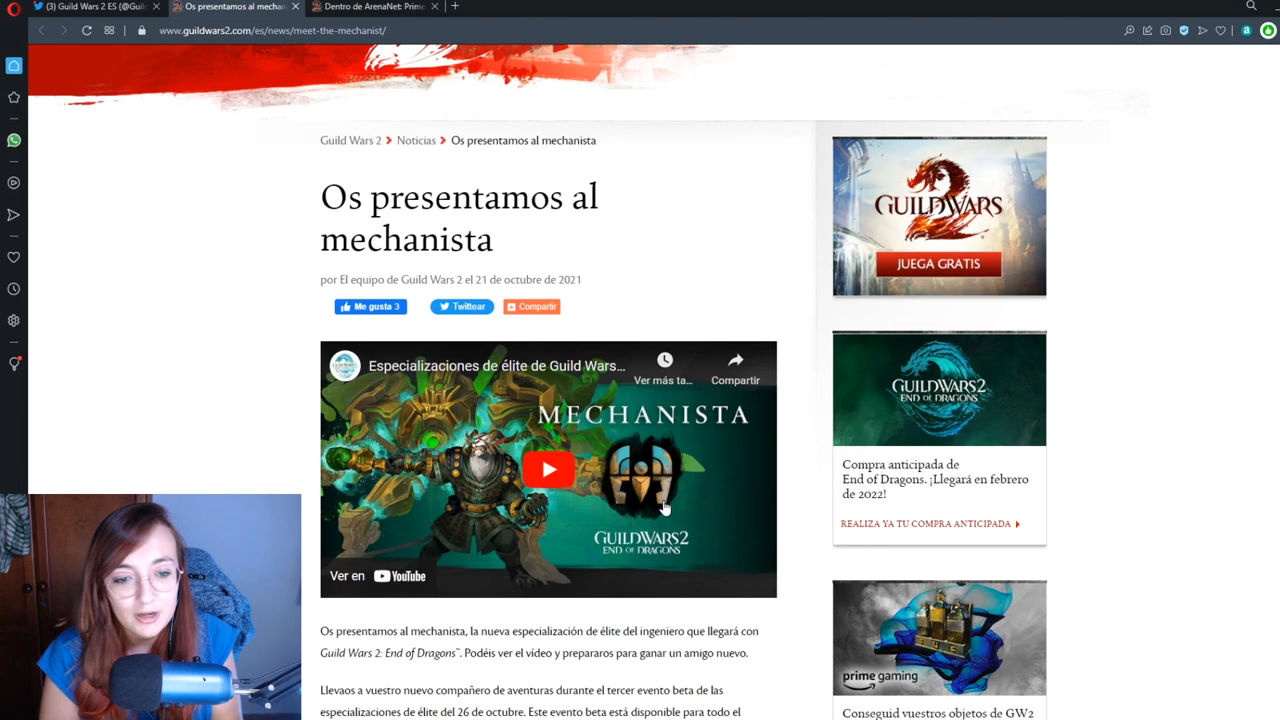 (3) Guild Wars 2 ES (@Guil
Os presentamos al mechan
Dentro de ArenaNet: Prime
www.guildwars2.com/es/news/meet-the-mechanist/
Guild Wars 2 Noticias Os presentamos al mechanista
Os presentamos al
mechanista
por El equipo de Guild Wars 2 el 21 de octubre de 2021
Me gusta 3
Twittear
Compartir
Especializaciones de élite de Guild Wars...
Ver más ta...
Compartir
MECHANISTA
GUILDWARS2
END OF DRAGONS
Ver en YouTube
Os presentamos al mechanista, la nueva especialización de élite del ingeniero que llegará con
Guild Wars 2: End of Dragons™. Podéis ver el vídeo y prepararos para ganar un amigo nuevo.
Llevaos a vuestro nuevo compañero de aventuras durante el tercer evento beta de las
especializaciones de élite del 26 de octubre. Este evento beta está disponible para todo el
GUILDWARS
2
JUEGA GRATIS
GUILDWARS2
END OF DRAGONS
Compra anticipada de
End of Dragons. ¡Llegará en febrero
de 2022!
REALIZA YA TU COMPRA ANTICIPADA
prime gaming
Conseguid vuestros objetos de GW2